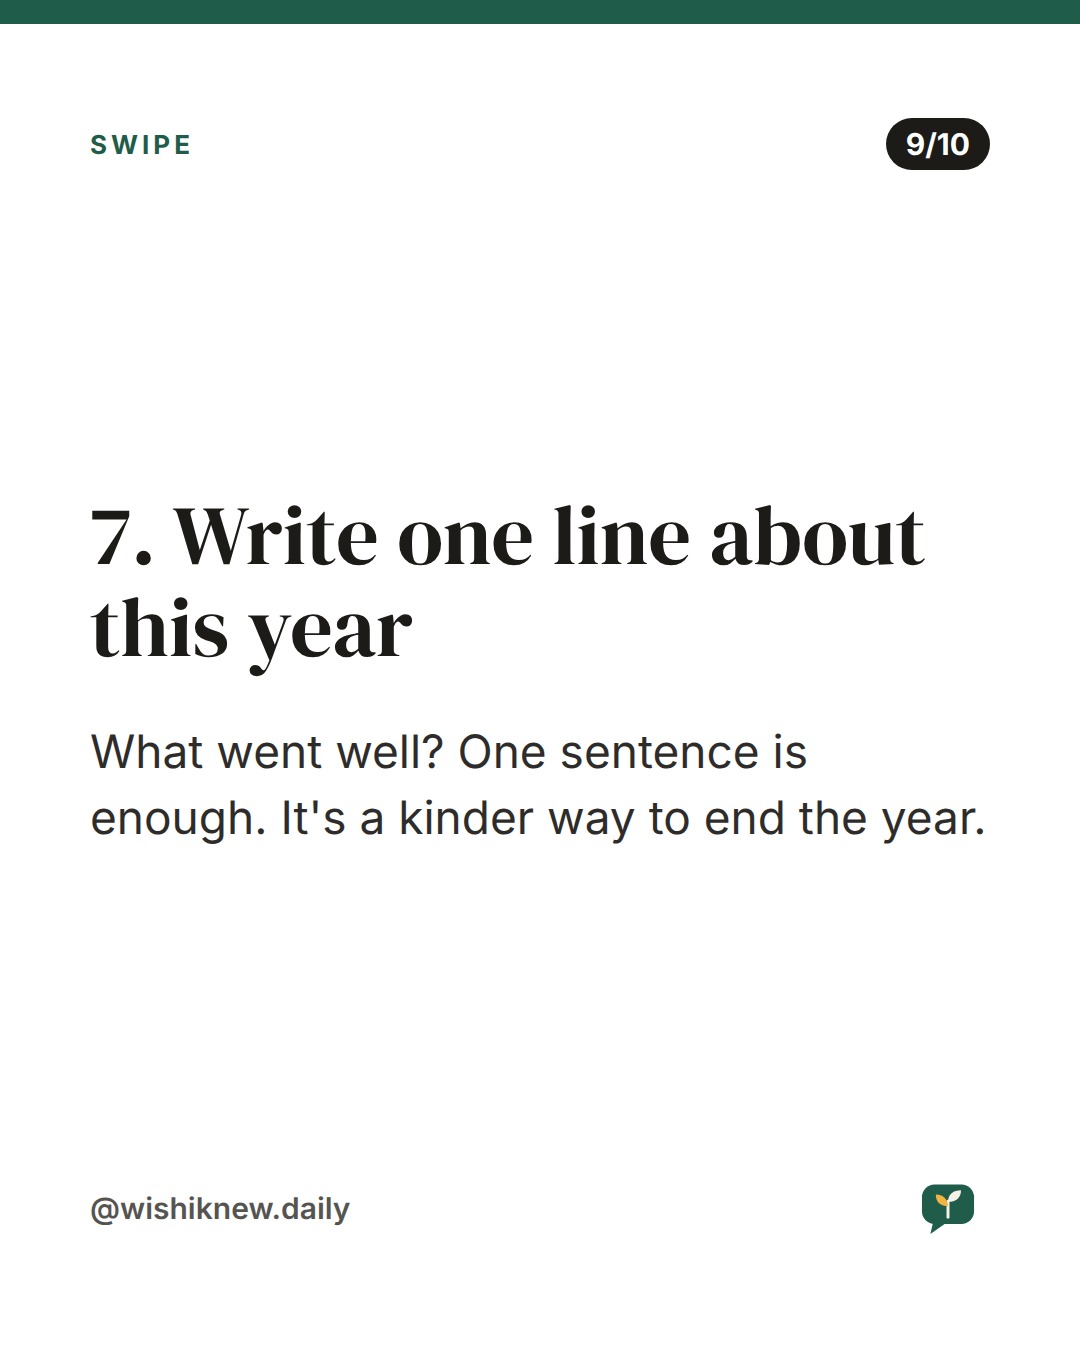 SWIPE
9/10
7. Write one line about
this year
What went well? One sentence is
enough. It's a kinder way to end the year.
@wishiknew.daily